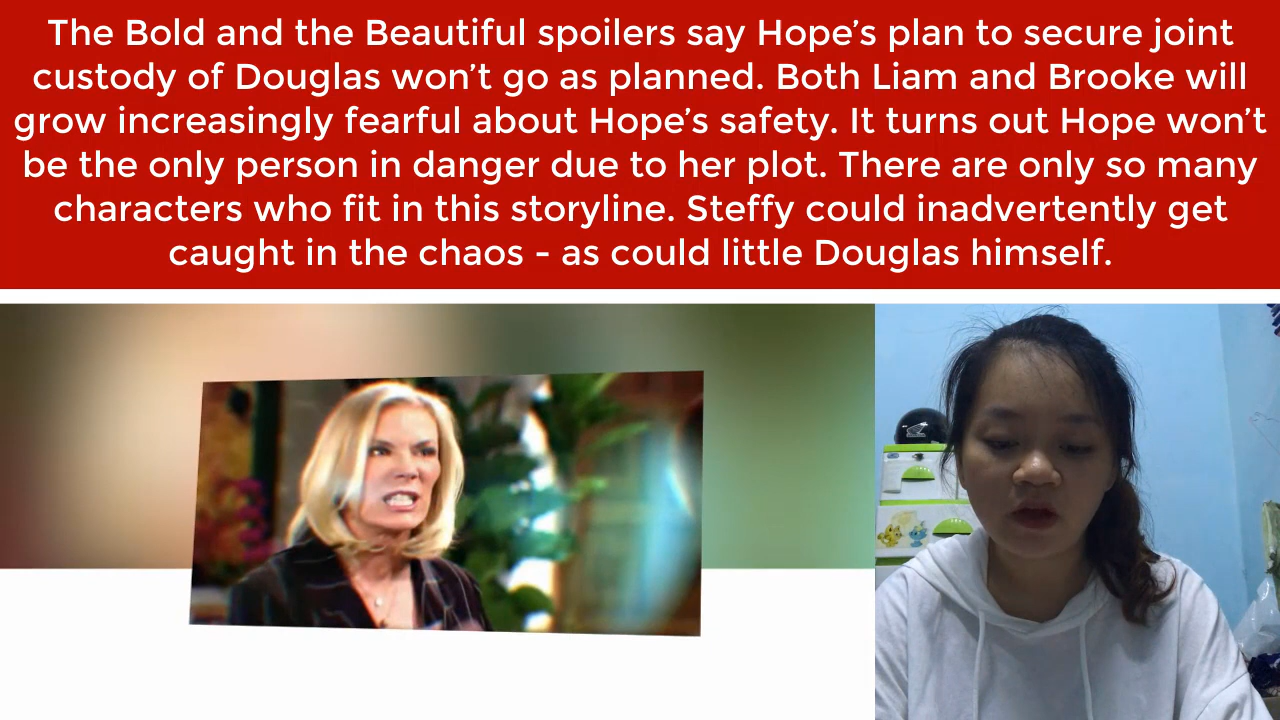 The Bold and the Beautiful spoilers say Hope’s plan to secure joint
custody of Douglas won’t go as planned. Both Liam and Brooke will
grow increasingly fearful about Hope’s safety. It turns out Hope won’t
be the only person in danger due to her plot. There are only so many
characters who fit in this storyline. Steffy could inadvertently get
caught in the chaos - as could little Douglas himself.